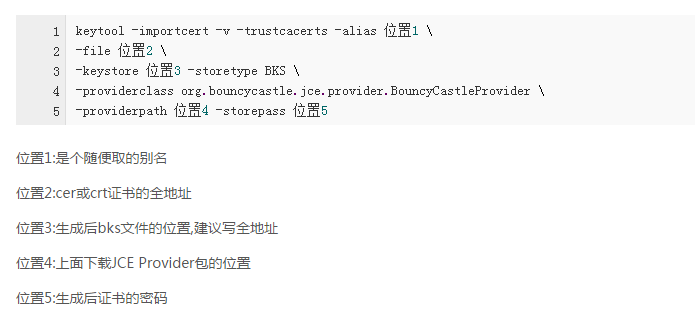 1 keytool -importcert -v -trustcacerts -alias 位置1 \
2 -file 位置2 \
3 -keystore 位置3 -storetype BKS \
4 -providerclass org.bouncycastle.jce.provider.BouncyCastleProvider \
5 -providerpath 位置4 -storepass 位置5
位置1:是个随便取的别名
位置2:cer或crt证书的全地址
位置3:生成后bks文件的位置,建议写全地址
位置4:上面下载JCE Provider包的位置
位置5:生成后证书的密码